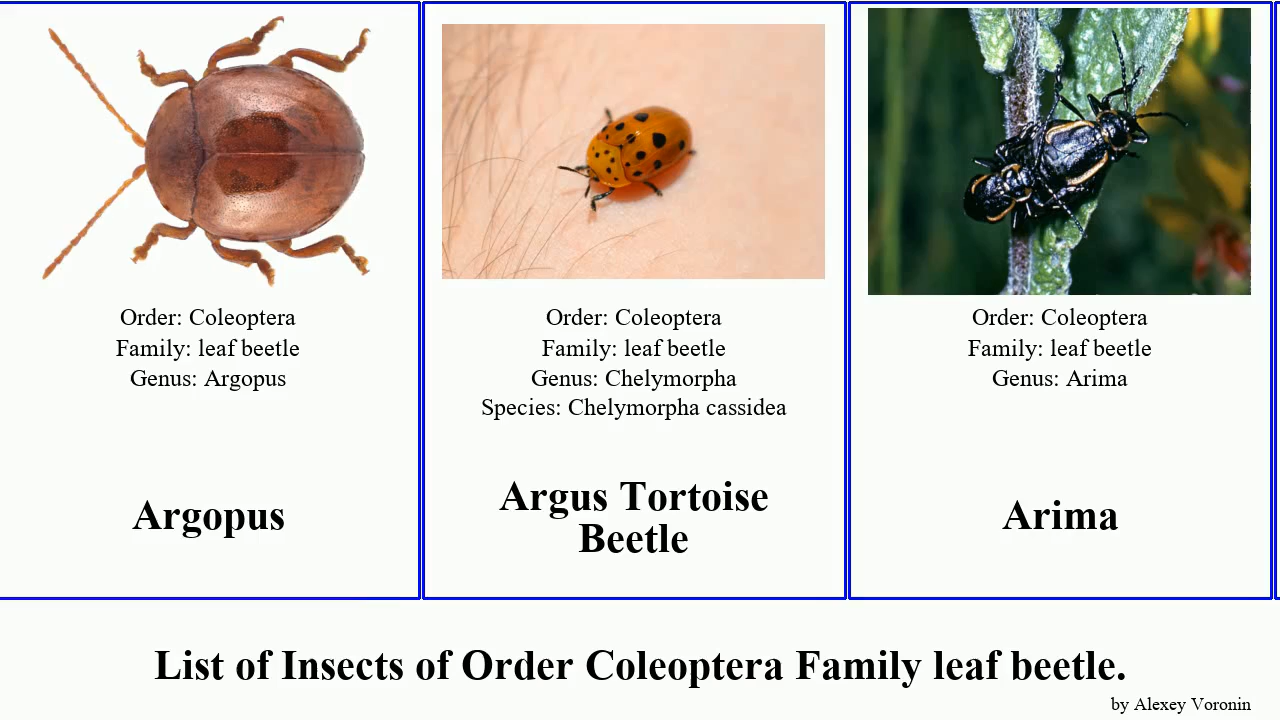 Order: Coleoptera
Family: leaf beetle
Genus: Argopus
Argopus
Order: Coleoptera
Family: leaf beetle
Genus: Chelymorpha
Species: Chelymorpha cassidea
Argus Tortoise
Beetle
Order: Coleoptera
Family: leaf beetle
Genus: Arima
Arima
List of Insects of Order Coleoptera Family leaf beetle.
by Alexey Voronin